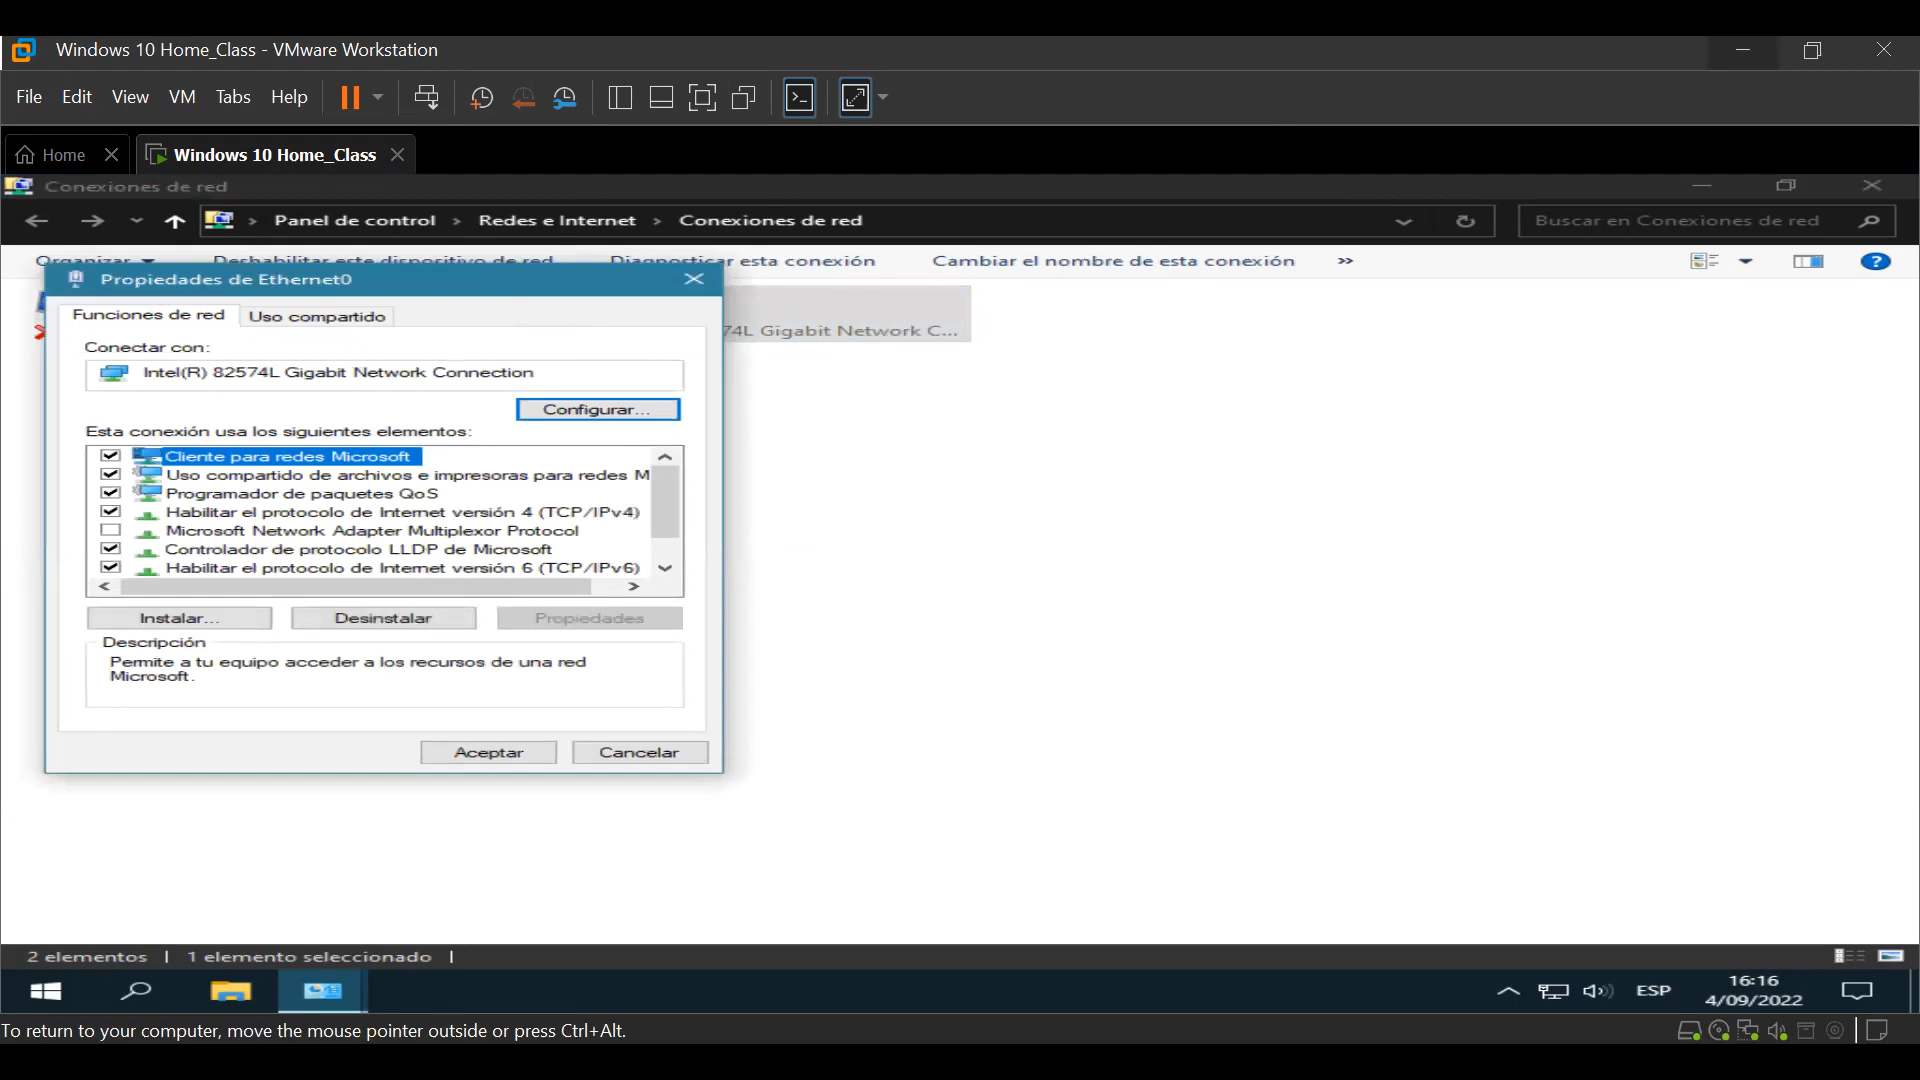 Windows 10 Home_Class - VMware Workstation
File Edit View VM Tabs Help
Home Windows 10 Home_Class
Conexiones de red
Panel de control > Redes e Internet > Conexiones de red
Buscar en Conexiones de red
Organizar Deshabilitar este dispositivo de red Diagnosticar esta conexión Cambiar el nombre de esta conexión »
Propiedades de Ethernet0
74L Gigabit Network C...
Funciones de red Uso compartido
Conectar con:
Intel(R) 82574L Gigabit Network Connection
Configurar...
Esta conexión usa los siguientes elementos:
Cliente para redes Microsoft
Uso compartido de archivos e impresoras para redes M
Programador de paquetes QoS
Habilitar el protocolo de Internet versión 4 (TCP/IPv4)
Microsoft Network Adapter Multiplexor Protocol
Controlador de protocolo LLDP de Microsoft
Habilitar el protocolo de Internet versión 6 (TCP/IPv6)
Instalar... Desinstalar Propiedades
Descripción
Permite a tu equipo acceder a los recursos de una red
Microsoft.
Aceptar Cancelar
2 elementos | 1 elemento seleccionado |
ESP
16:16
4/09/2022
To return to your computer, move the mouse pointer outside or press Ctrl+Alt.